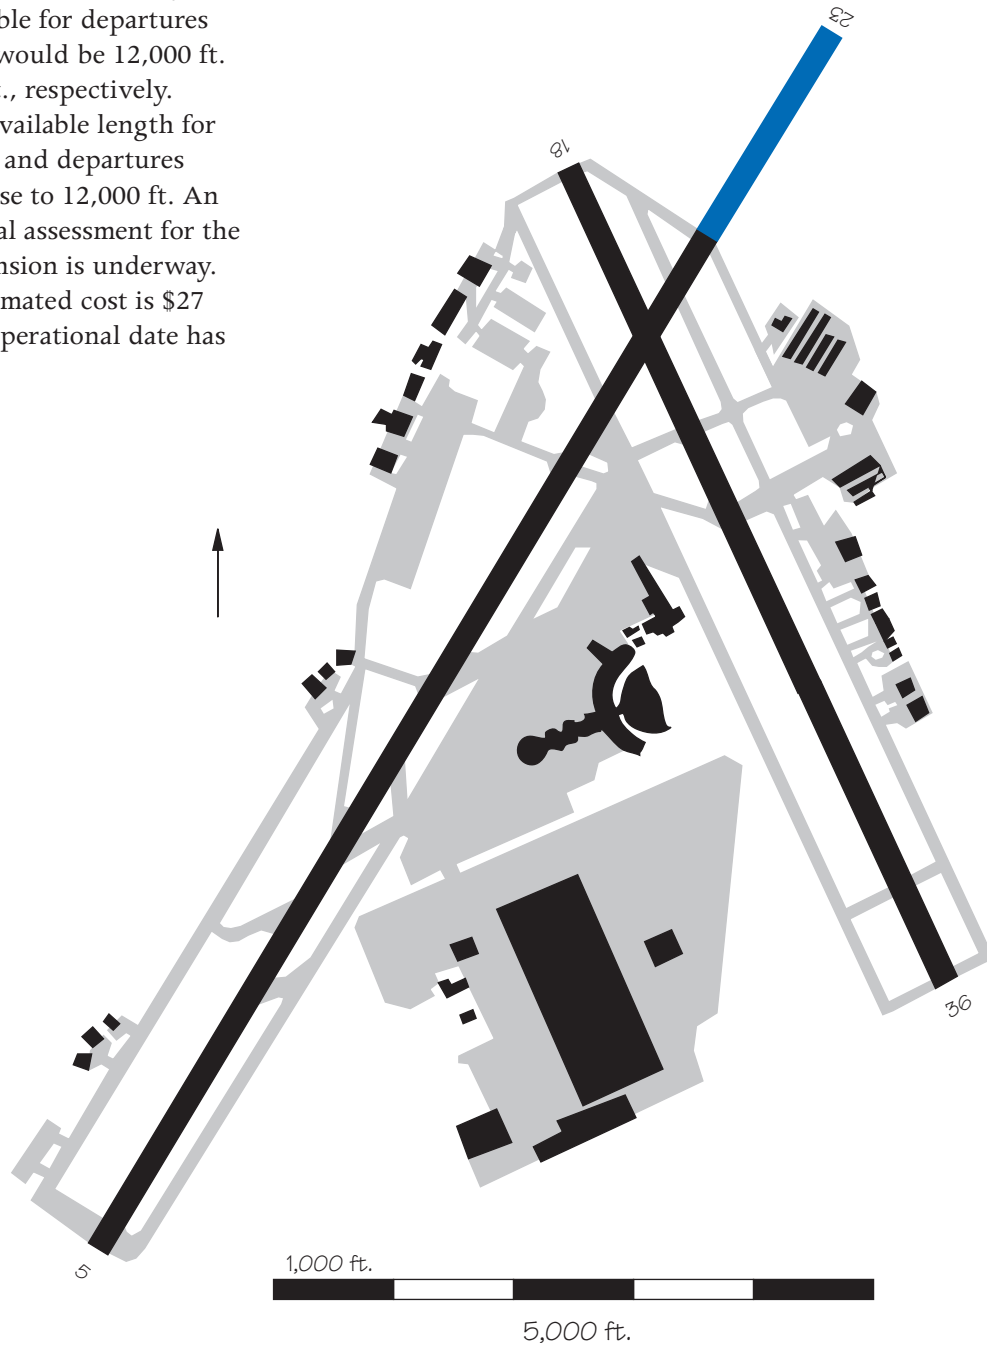 ble for departures
would be 12,000 ft.
t., respectively.
vailable length for
and departures
se to 12,000 ft. An
al assessment for the
nsion is underway.
mated cost is $27
perational date has
23
18
36
5
1,000 ft.
5,000 ft.